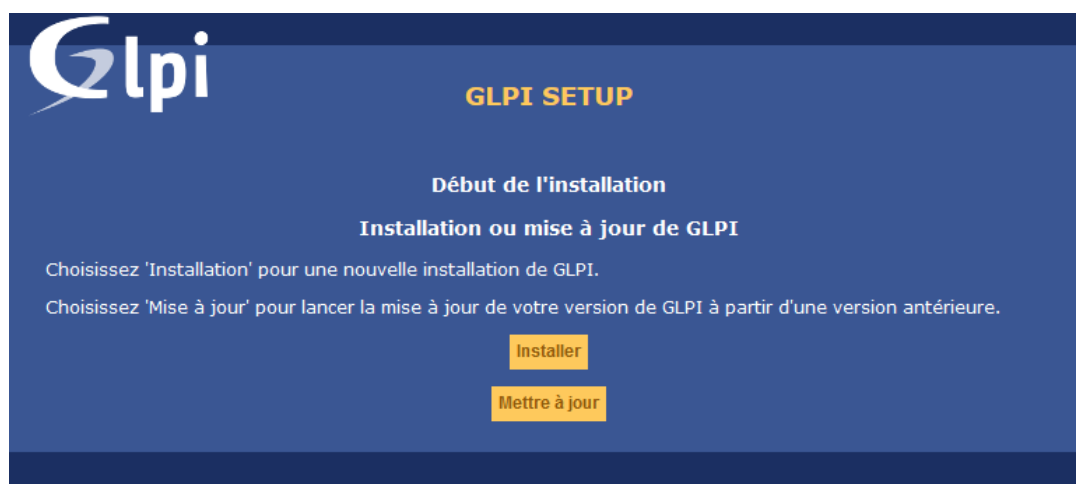 Glpi
GLPI SETUP
Début de l'installation
Installation ou mise à jour de GLPI
Choisissez 'Installation' pour une nouvelle installation de GLPI.
Choisissez 'Mise à jour' pour lancer la mise à jour de votre version de GLPI à partir d'une version antérieure.
Installer
Mettre à jour